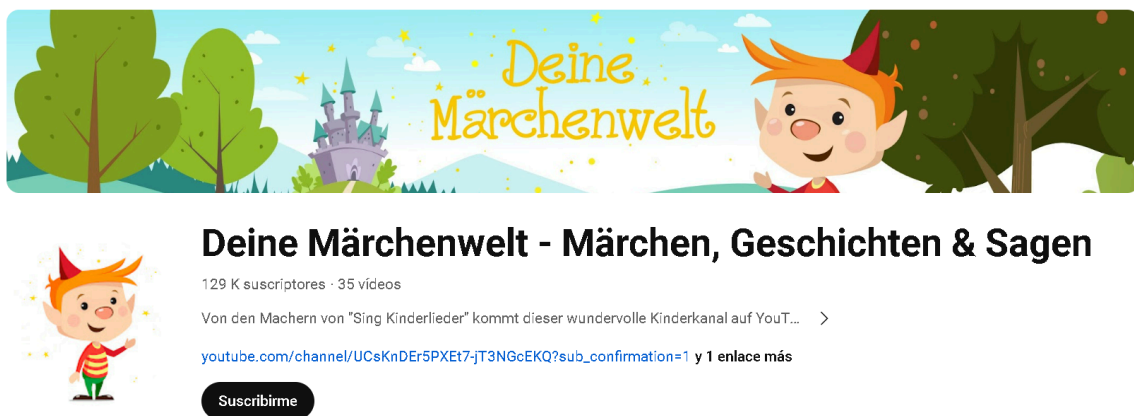 Deine
Märchenwelt
Deine Märchenwelt - Märchen, Geschichten & Sagen
129 K suscriptores · 35 vídeos
Von den Machern von "Sing Kinderlieder" kommt dieser wundervolle Kinderkanal auf YouT...
youtube.com/channel/UCsKnDEr5PXEt7-jT3NGcEKQ?sub_confirmation=1 y 1 enlace más
Suscribirme